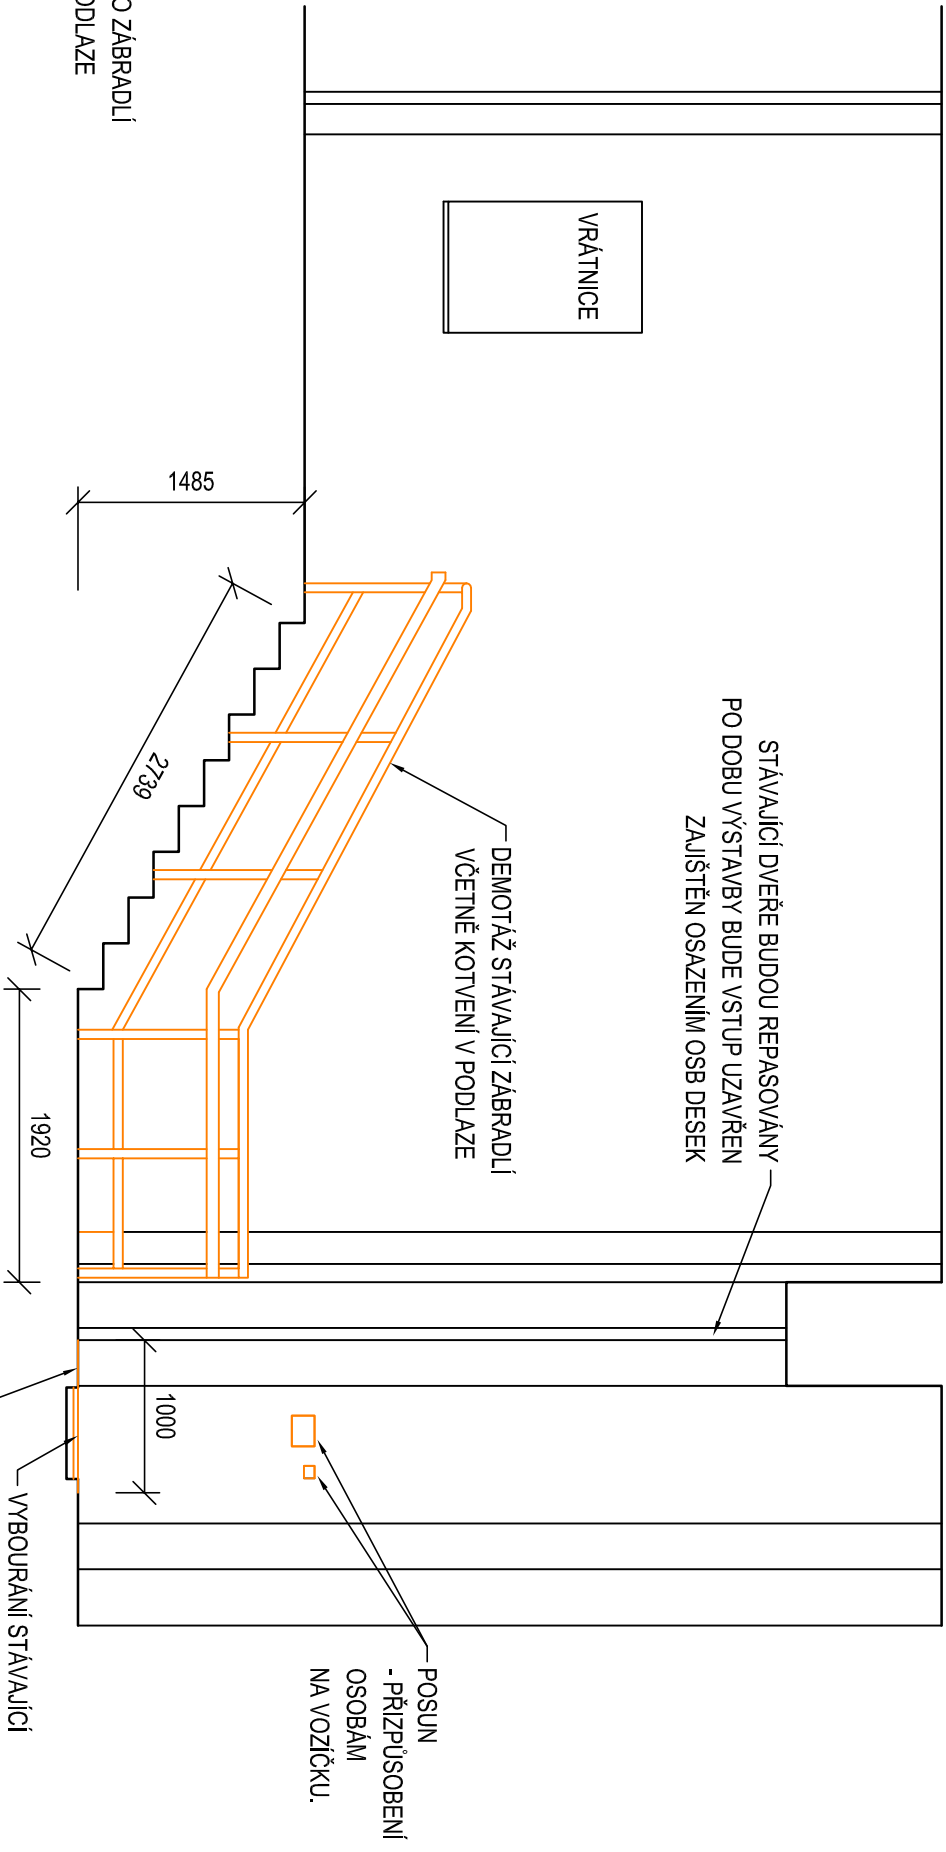 VRÁTNICE
STÁVAJÍCÍ DVEŘE BUDOU REPASOVÁNY
PO DOBU VÝSTAVBY BUDE VSTUP UZAVŘEN
ZAJIŠTĚN OSAZENÍM OSB DESEK
DEMOTÁŽ STÁVAJÍCÍ ZÁBRADLÍ
VČETNĚ KOTVENÍ V PODLAZE
POSUN
- PŘIZPŮSOBENÍ
OSOBÁM
NA VOZÍČKU.
1485
2739
1920
1000
VYBOURÁNÍ STÁVAJÍCÍ
O ZÁBRADLÍ
ODLAZE